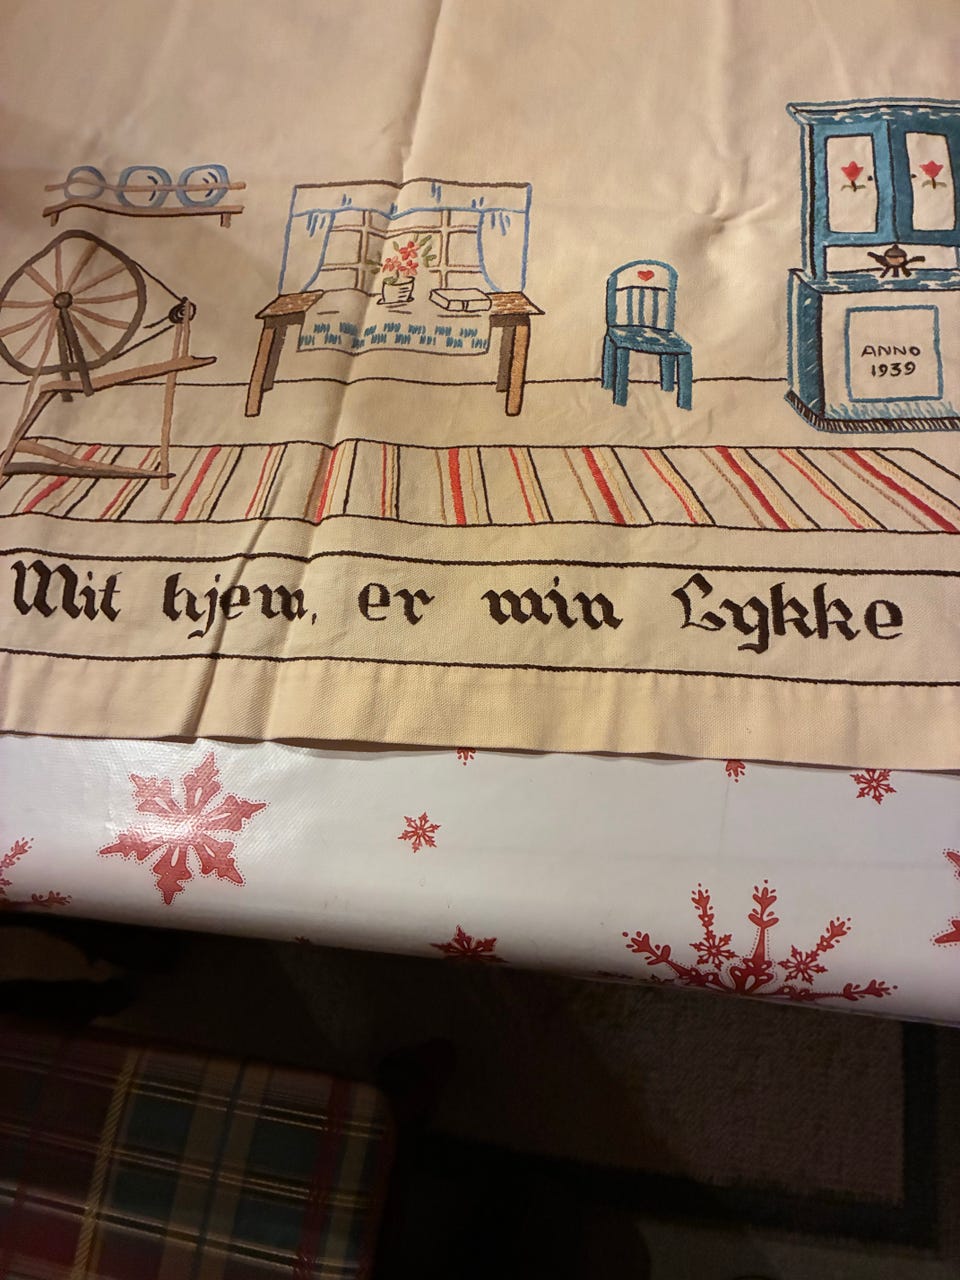 ANNO
1939
Mit hjem, er min Lykke